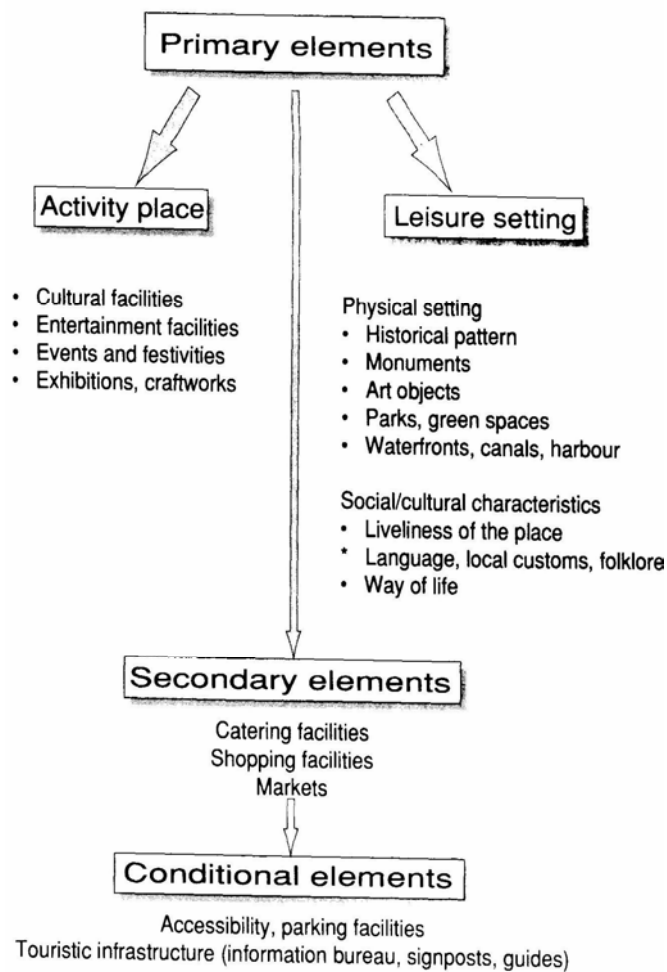 Primary elements
Activity place
• Cultural facilities
• Entertainment facilities
• Events and festivities
• Exhibitions, craftworks
Leisure setting
Physical setting
• Historical pattern
• Monuments
• Art objects
• Parks, green spaces
• Waterfronts, canals, harbour
Social/cultural characteristics
• Liveliness of the place
* Language, local customs, folklore
• Way of life
Secondary elements
Catering facilities
Shopping facilities
Markets
Conditional elements
Accessibility, parking facilities
Touristic infrastructure (information bureau, signposts, guides)